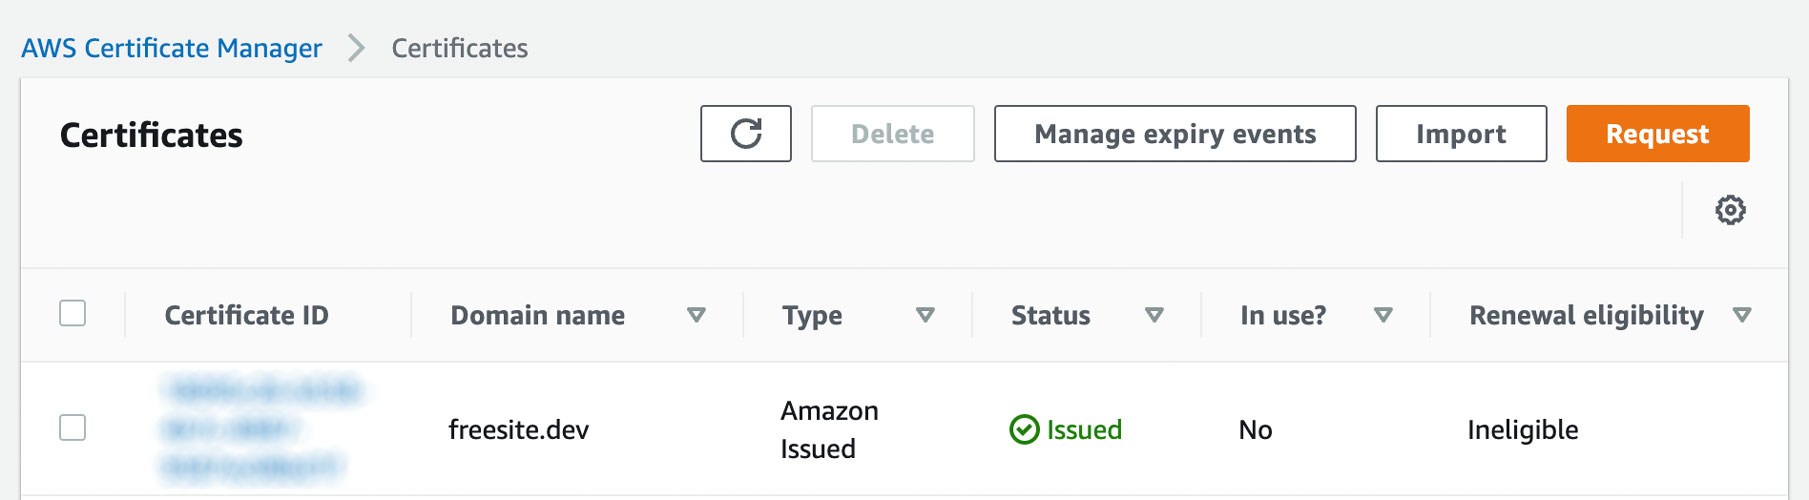 AWS Certificate Manager Certificates
Certificates Delete Manage expiry events Import Request
Certificate ID Domain name Type Status In use? Renewal eligibility
freesite.dev Amazon Issued Issued No Ineligible